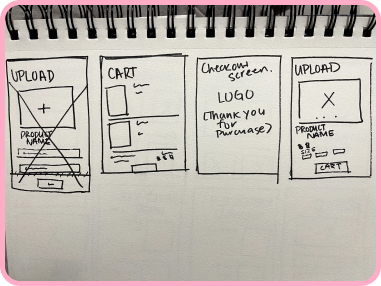 UPLOAD
+
PRODUCT
NAME
CART
Checkout
screen.
LOGO
(Thank you
for
Purchase)
UPLOAD
X
PRODUCT
NAME
CART